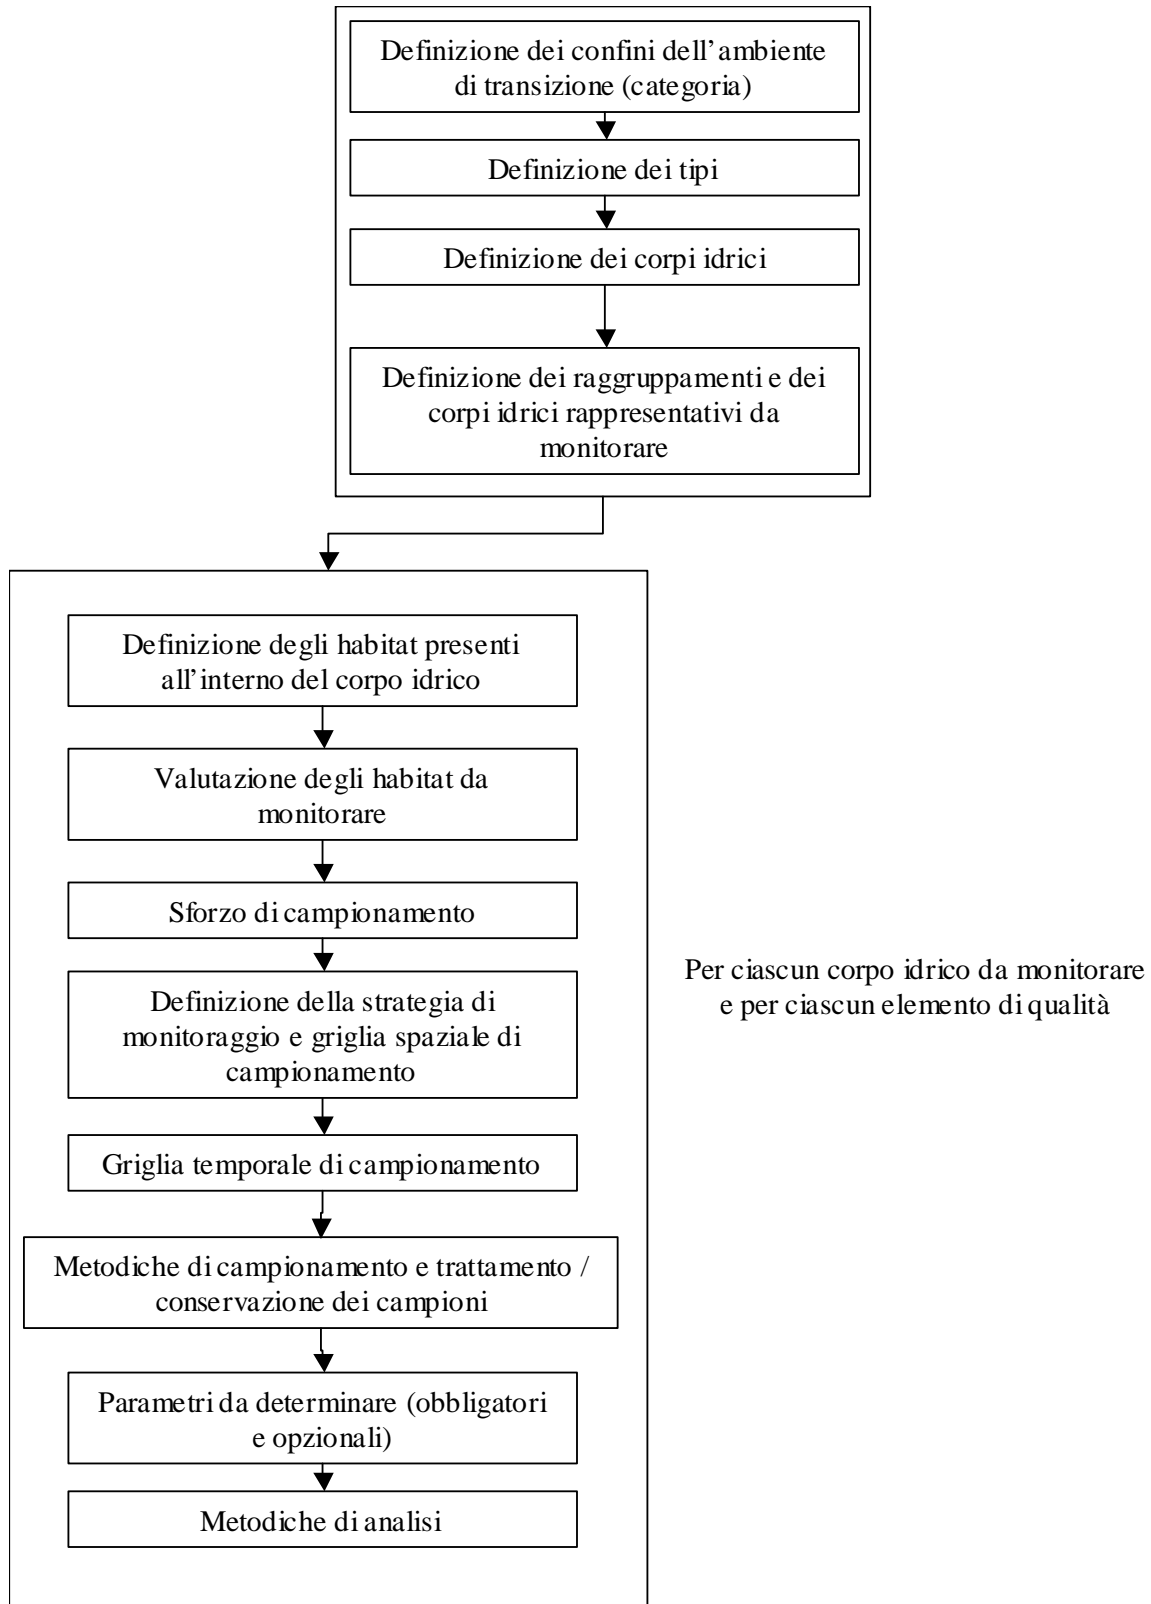 Definizione dei confini dell’ambiente
di transizione (categoria)
Definizione dei tipi
Definizione dei corpi idrici
Definizione dei raggruppamenti e dei
corpi idrici rappresentativi da
monitorare
Definizione degli habitat presenti
all’interno del corpo idrico
Valutazione degli habitat da
monitorare
Sforzo di campionamento
Definizione della strategia di
monitoraggio e griglia spaziale di
campionamento
Per ciascun corpo idrico da monitorare
e per ciascun elemento di qualità
Griglia temporale di campionamento
Metodiche di campionamento e trattamento /
conservazione dei campioni
Parametri da determinare (obbligatori
e opzionali)
Metodiche di analisi